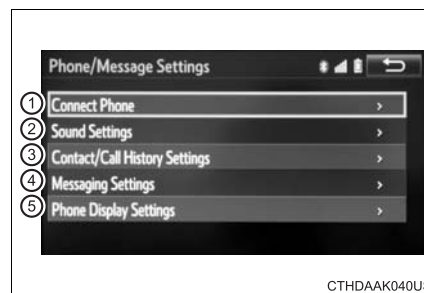 Phone/Message Settings
1 Connect Phone
2 Sound Settings
3 Contact/Call History Settings
4 Messaging Settings
5 Phone Display Settings